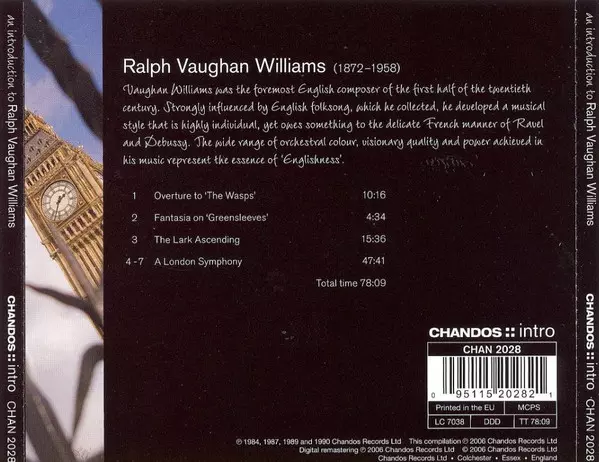 An introduction to Ralph Vaughan Williams
CHANDOS :: intro CHAN 2028
Ralph Vaughan Williams (1872–1958)
Vaughan Williams was the foremost English composer of the first half of the twentieth
century. Strongly influenced by English folksong, which he collected, he developed a musical
style that is highly individual, yet owes something to the delicate French manner of Ravel
and Debussy. The wide range of orchestral colour, visionary quality and power achieved in
his music represent the essence of 'Englishness'.
1 Overture to 'The Wasps' 10:16
2 Fantasia on 'Greensleeves' 4:34
3 The Lark Ascending 15:36
4-7 A London Symphony 47:41
Total time 78:09
CHANDOS :: intro
CHAN 2028
0 95115 20282 1
Printed in the EU MCPS
LC 7038 DDD TT 78:09
℗ 1984, 1987, 1989 and 1990 Chandos Records Ltd This compilation ℗ 2006 Chandos Records Ltd
Digital remastering ℗ 2006 Chandos Records Ltd © 2006 Chandos Records Ltd
Chandos Records Ltd • Colchester • Essex • England
An introduction to Ralph Vaughan Williams
CHANDOS :: intro CHAN 2028